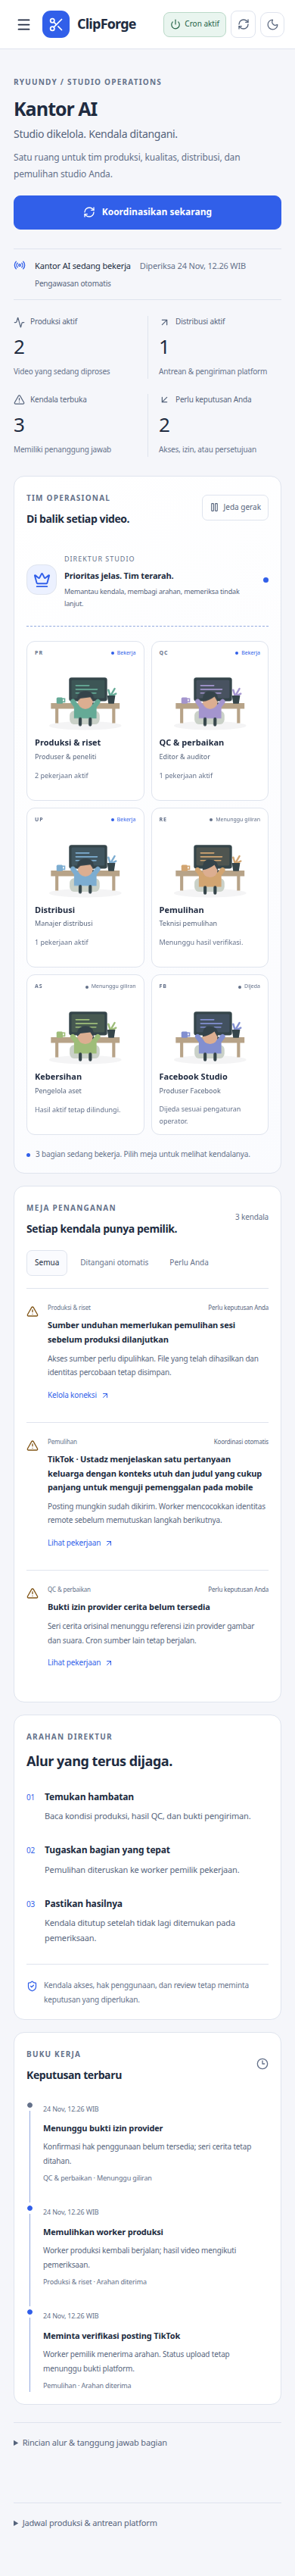 ClipForge
Cron aktif
RYUUNDY / STUDIO OPERATIONS
Kantor AI
Studio dikelola. Kendala ditangani.
Satu ruang untuk tim produksi, kualitas, distribusi, dan
pemulihan studio Anda.
Koordinasikan sekarang
Kantor AI sedang bekerja
Diperiksa 24 Nov, 12.26 WIB
Pengawasan otomatis
Produksi aktif
2
Video yang sedang diproses
Distribusi aktif
1
Antrean & pengiriman platform
Kendala terbuka
3
Memiliki penanggung jawab
Perlu keputusan Anda
2
Akses, izin, atau persetujuan
TIM OPERASIONAL
Di balik setiap video.
Jeda gerak
DIREKTUR STUDIO
Prioritas jelas. Tim terarah.
Memantau kendala, membagi arahan, memeriksa tindak
lanjut.
PR
Bekerja
Produksi & riset
Produser & peneliti
2 pekerjaan aktif
QC
Bekerja
QC & perbaikan
Editor & auditor
1 pekerjaan aktif
UP
Bekerja
Distribusi
Manajer distribusi
1 pekerjaan aktif
RE
Menunggu giliran
Pemulihan
Teknisi pemulihan
Menunggu hasil verifikasi.
AS
Menunggu giliran
Kebersihan
Pengelola aset
Hasil aktif tetap dilindungi.
FB
Dijeda
Facebook Studio
Produser Facebook
Dijeda sesuai pengaturan
operator.
3 bagian sedang bekerja. Pilih meja untuk melihat kendalanya.
MEJA PENANGANAN
Setiap kendala punya pemilik.
3 kendala
Semua
Ditangani otomatis
Perlu Anda
Produksi & riset
Perlu keputusan Anda
Sumber unduhan memerlukan pemulihan sesi
sebelum produksi dilanjutkan
Akses sumber perlu dipulihkan. File yang telah dihasilkan dan
identitas percobaan tetap disimpan.
Kelola koneksi
Pemulihan
Koordinasi otomatis
TikTok · Ustadz menjelaskan satu pertanyaan
keluarga dengan konteks utuh dan judul yang cukup
panjang untuk menguji pemenggalan pada mobile
Posting mungkin sudah dikirim. Worker mencocokkan identitas
remote sebelum memutuskan langkah berikutnya.
Lihat pekerjaan
QC & perbaikan
Perlu keputusan Anda
Bukti izin provider cerita belum tersedia
Seri cerita orisinal menunggu referensi izin provider gambar
dan suara. Cron sumber lain tetap berjalan.
Lihat pekerjaan
ARAHAN DIREKTUR
Alur yang terus dijaga.
01
Temukan hambatan
Baca kondisi produksi, hasil QC, dan bukti pengiriman.
02
Tugaskan bagian yang tepat
Pemulihan diteruskan ke worker pemilik pekerjaan.
03
Pastikan hasilnya
Kendala ditutup setelah tidak lagi ditemukan pada
pemeriksaan.
Kendala akses, hak penggunaan, dan review tetap meminta
keputusan yang diperlukan.
BUKU KERJA
Keputusan terbaru
24 Nov, 12.26 WIB
Menunggu bukti izin provider
Konfirmasi hak penggunaan belum tersedia; seri cerita tetap
ditahan.
QC & perbaikan · Menunggu giliran
24 Nov, 12.26 WIB
Memulihkan worker produksi
Worker produksi kembali berjalan; hasil video mengikuti
pemeriksaan.
Produksi & riset · Arahan diterima
24 Nov, 12.26 WIB
Meminta verifikasi posting TikTok
Worker pemilik menerima arahan. Status upload tetap
menunggu bukti platform.
Pemulihan · Arahan diterima
Rincian alur & tanggung jawab bagian
Jadwal produksi & antrean platform